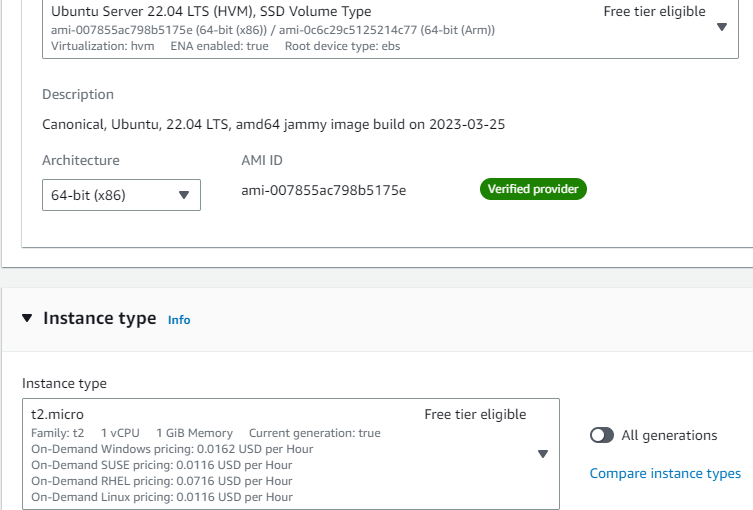 Ubuntu Server 22.04 LTS (HVM), SSD Volume Type Free tier eligible
ami-007855ac798b5175e (64-bit (x86)) / ami-0c6c29c5125214c77 (64-bit (Arm))
Virtualization: hvm ENA enabled: true Root device type: ebs
Description
Canonical, Ubuntu, 22.04 LTS, amd64 jammy image build on 2023-03-25
Architecture AMI ID
64-bit (x86) ami-007855ac798b5175e Verified provider
Instance type Info
Instance type
t2.micro Free tier eligible
Family: t2 1 vCPU 1 GiB Memory Current generation: true
On-Demand Windows pricing: 0.0162 USD per Hour
On-Demand SUSE pricing: 0.0116 USD per Hour
On-Demand RHEL pricing: 0.0716 USD per Hour
On-Demand Linux pricing: 0.0116 USD per Hour
All generations
Compare instance types